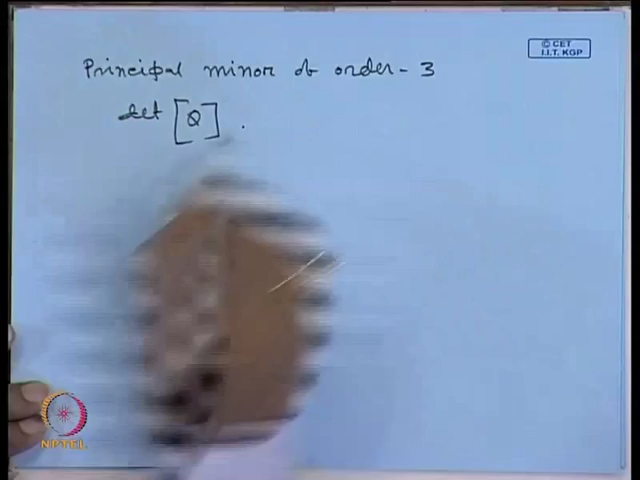 Principal minor of order - 3
© CET
I.I.T. KGP
det [Q].
NPTEL